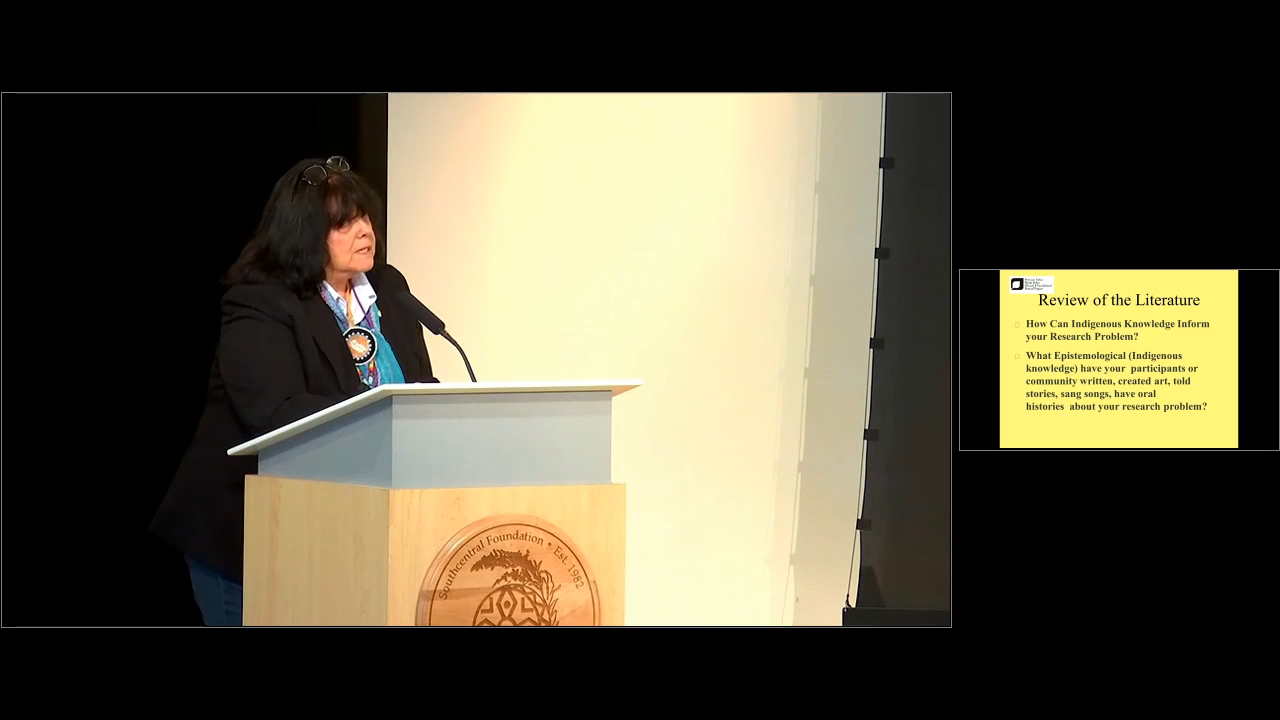 Southcentral Foundation • Est. 1982
Review of the Literature
How Can Indigenous Knowledge Inform
your Research Problem?
What Epistemological (Indigenous
knowledge) have your participants or
community written, created art, told
stories, sang songs, have oral
histories about your research problem?